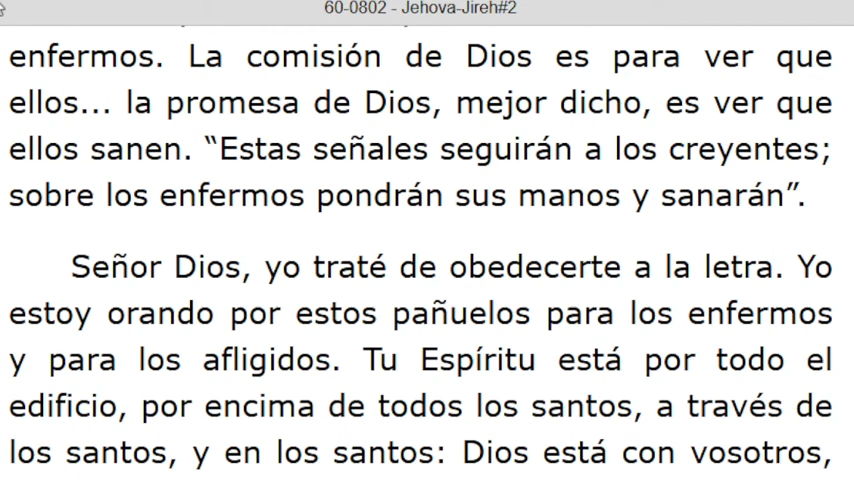 60-0802 - Jehova-Jireh#2
enfermos. La comisión de Dios es para ver que
ellos... la promesa de Dios, mejor dicho, es ver que
ellos sanen. “Estas señales seguirán a los creyentes;
sobre los enfermos pondrán sus manos y sanarán”.
Señor Dios, yo traté de obedecerte a la letra. Yo
estoy orando por estos pañuelos para los enfermos
y para los afligidos. Tu Espíritu está por todo el
edificio, por encima de todos los santos, a través de
los santos, y en los santos: Dios está con vosotros,